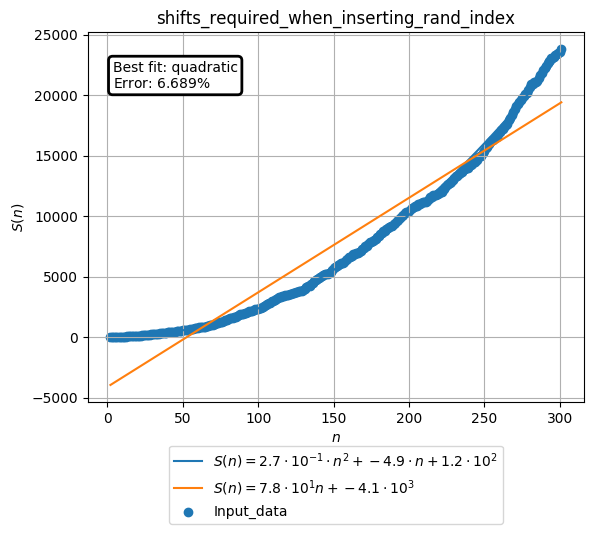 shifts_required_when_inserting_rand_index
25000
20000
15000
10000
5000
0
−5000
Best fit: quadratic
Error: 6.689%
S(n)
0 50 100 150 200 250 300
n
S(n) = 2.7 · 10⁻¹ · n² + −4.9 · n + 1.2 · 10²
S(n) = 7.8 · 10¹n + −4.1 · 10³
Input_data